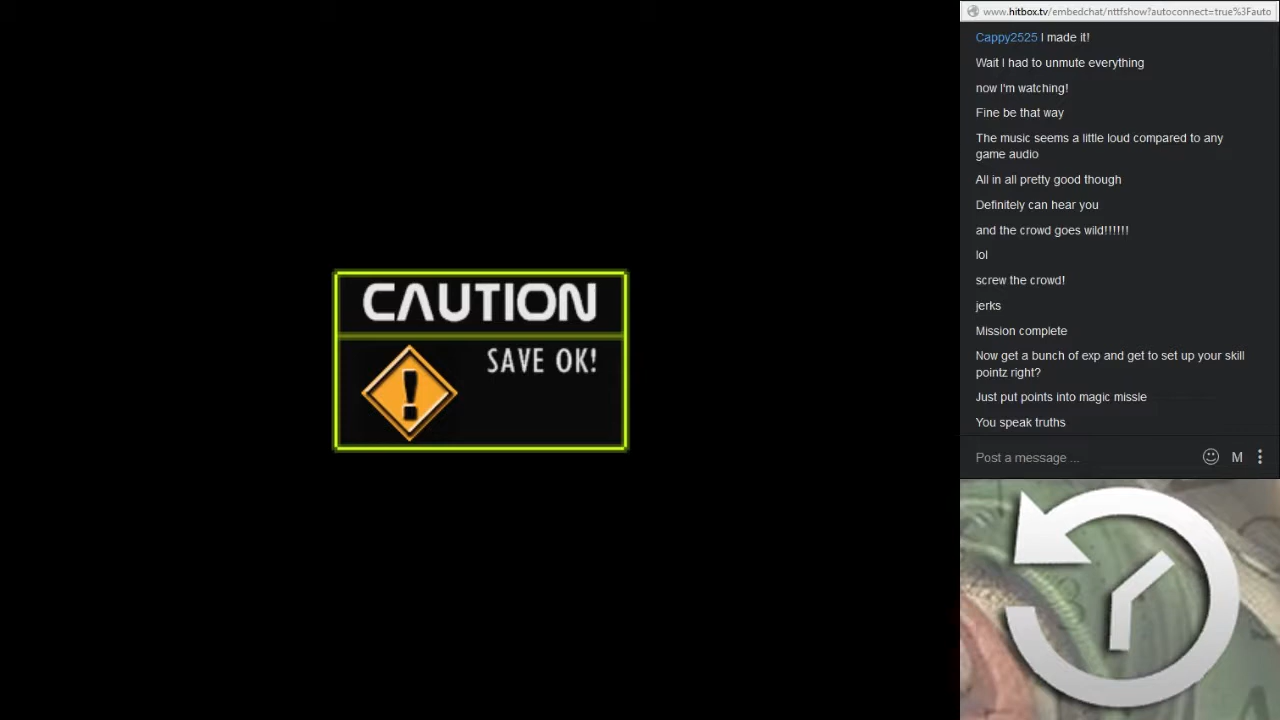 www.hitbox.tv/embedchat/nttfshow?autoconnect=true%3Fauto
Cappy2525 I made it!
Wait I had to unmute everything
now I'm watching!
Fine be that way
The music seems a little loud compared to any
game audio
All in all pretty good though
Definitely can hear you
and the crowd goes wild!!!!!!
lol
screw the crowd!
jerks
Mission complete
Now get a bunch of exp and get to set up your skill
pointz right?
Just put points into magic missle
You speak truths
Post a message ...
M
CAUTION
SAVE OK!